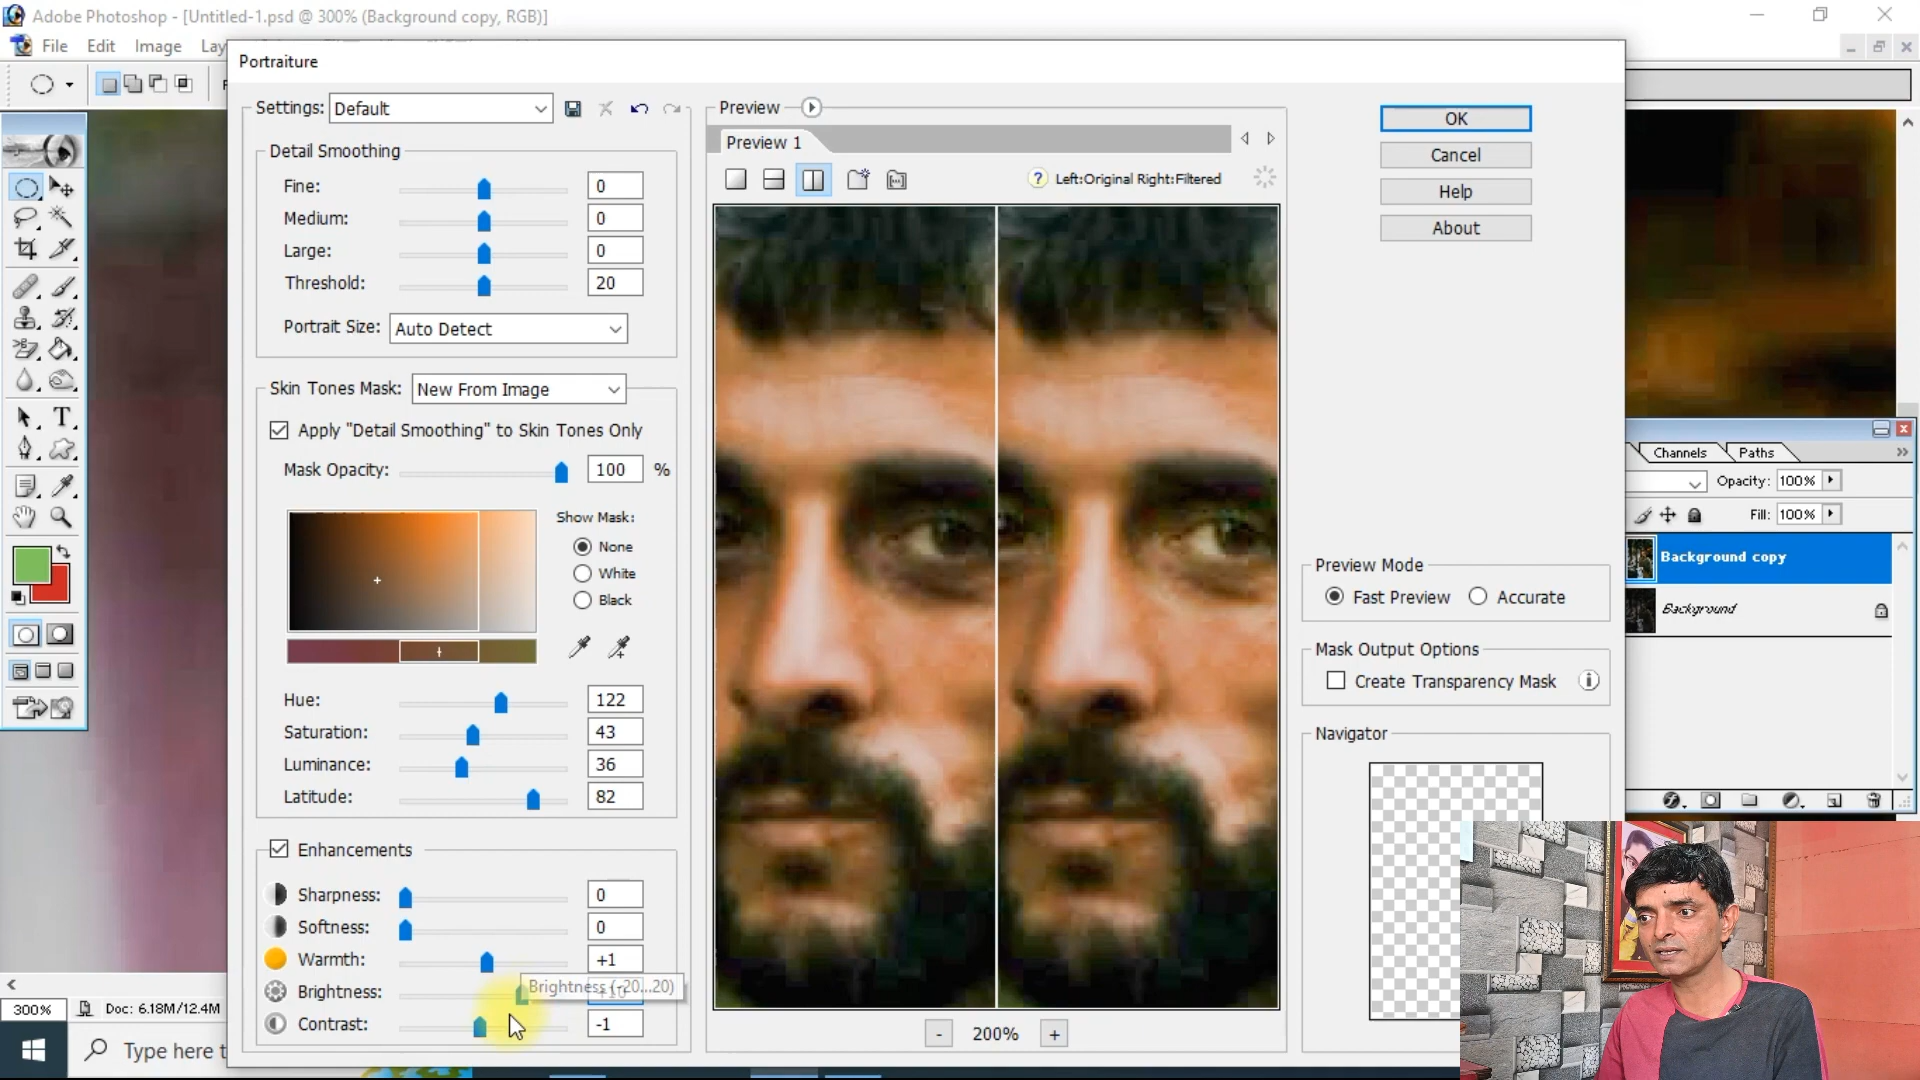 Adobe Photoshop - [Untitled-1.psd @ 300% (Background copy, RGB)]
File Edit Image Lay
Portraiture
Settings: Default
Detail Smoothing
Fine: 0
Medium: 0
Large: 0
Threshold: 20
Portrait Size: Auto Detect
Skin Tones Mask: New From Image
Apply "Detail Smoothing" to Skin Tones Only
Mask Opacity: 100 %
Show Mask:
None
White
Black
Hue: 122
Saturation: 43
Luminance: 36
Latitude: 82
Enhancements
Sharpness: 0
Softness: 0
Warmth: +1
Brightness:
Brightness (-20...20)
Contrast: -1
Preview
Preview 1
? Left:Original Right:Filtered
- 200% +
OK
Cancel
Help
About
Preview Mode
Fast Preview Accurate
Mask Output Options
Create Transparency Mask
Navigator
Channels Paths
Opacity: 100%
Fill: 100%
Background copy
Background
300% Doc: 6.18M/12.4M
Type here t